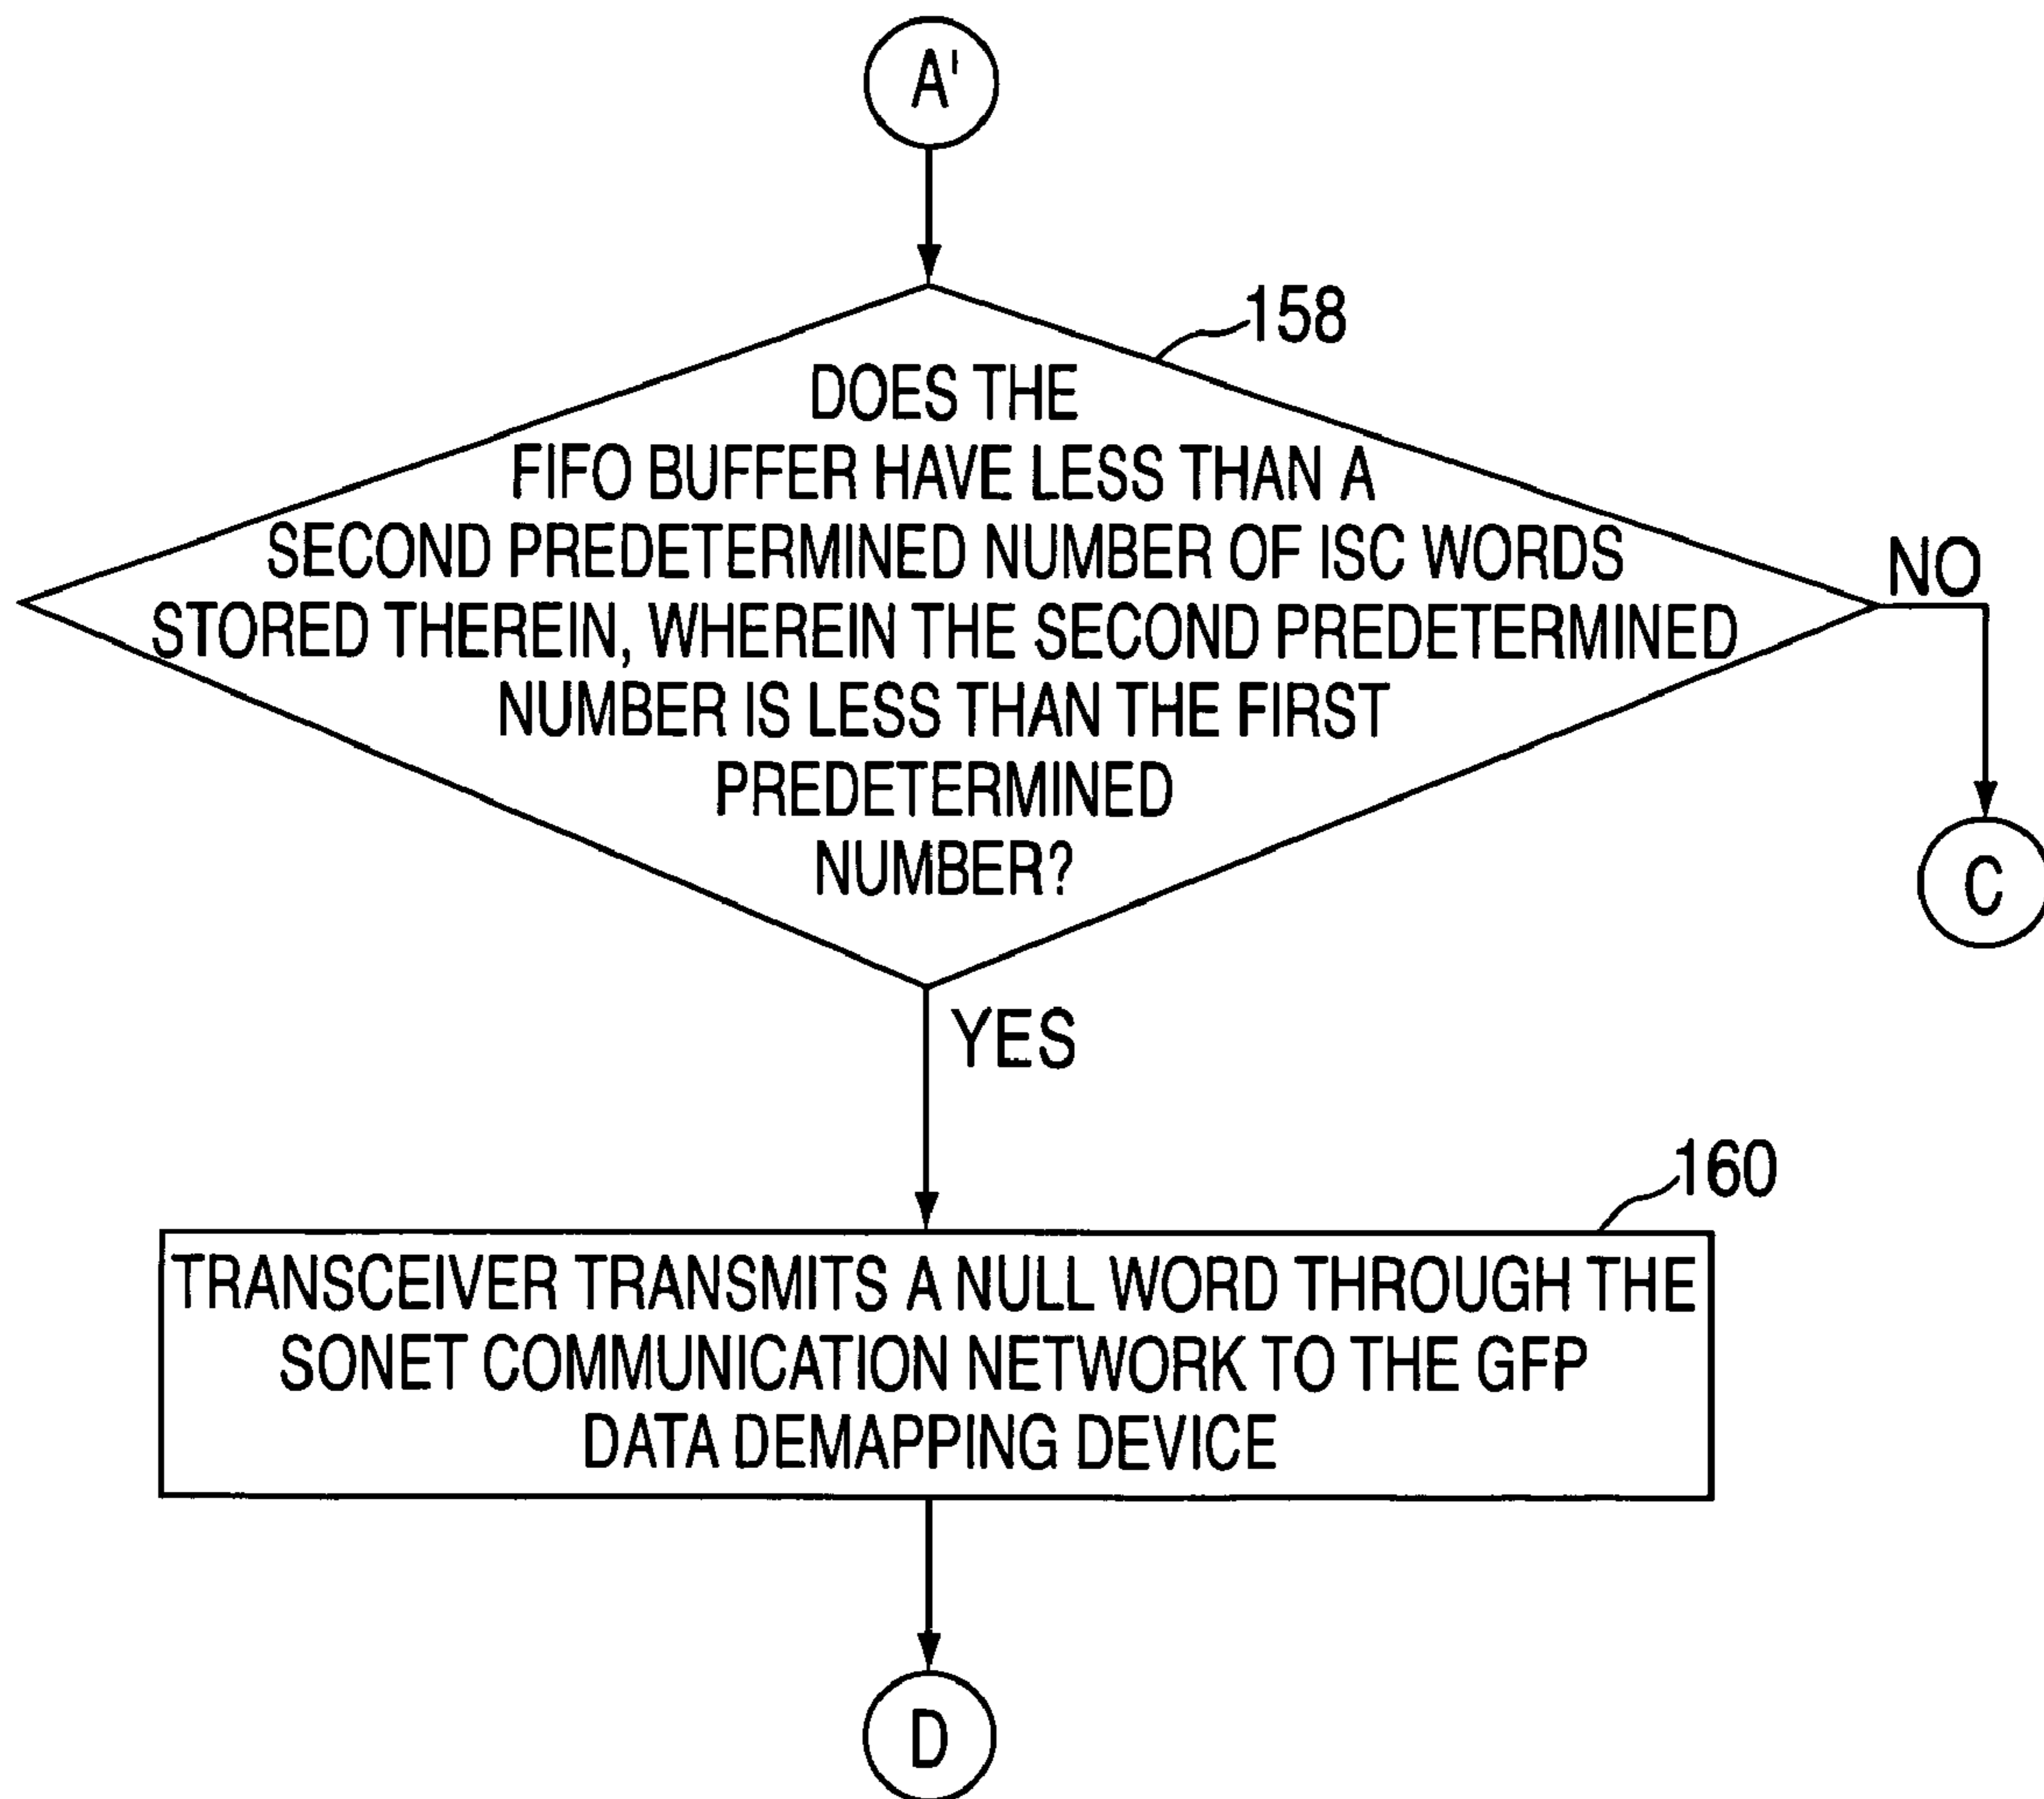 A'
158
DOES THE
FIFO BUFFER HAVE LESS THAN A
SECOND PREDETERMINED NUMBER OF ISC WORDS
STORED THEREIN, WHEREIN THE SECOND PREDETERMINED
NUMBER IS LESS THAN THE FIRST
PREDETERMINED
NUMBER?
NO
C
YES
160
TRANSCEIVER TRANSMITS A NULL WORD THROUGH THE
SONET COMMUNICATION NETWORK TO THE GFP
DATA DEMAPPING DEVICE
D